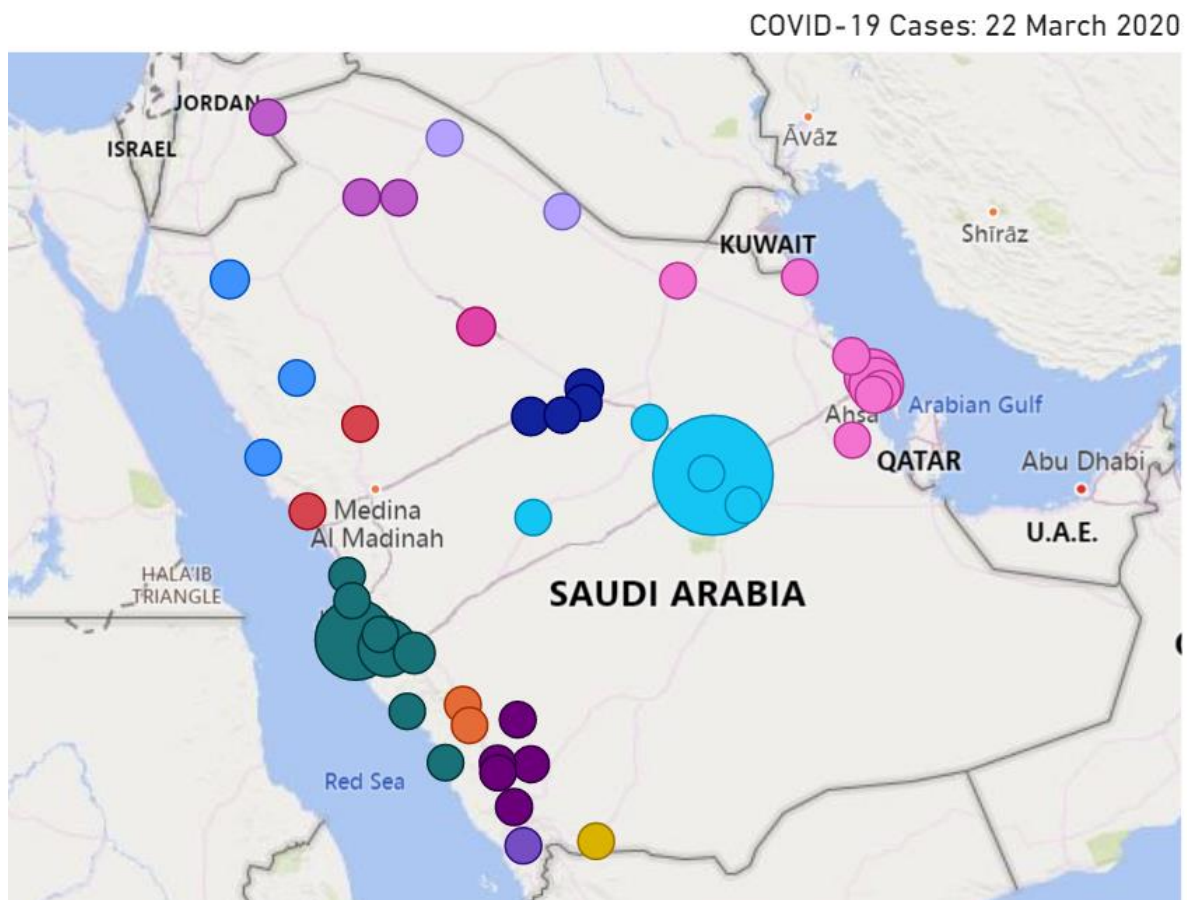 COVID-19 Cases: 22 March 2020
JORDAN
ISRAEL
Āvāz
KUWAIT
Shīrāz
Ahsa
Arabian Gulf
QATAR
Abu Dhabi
Medina
Al Madinah
U.A.E.
HALA'IB
TRIANGLE
SAUDI ARABIA
Red Sea